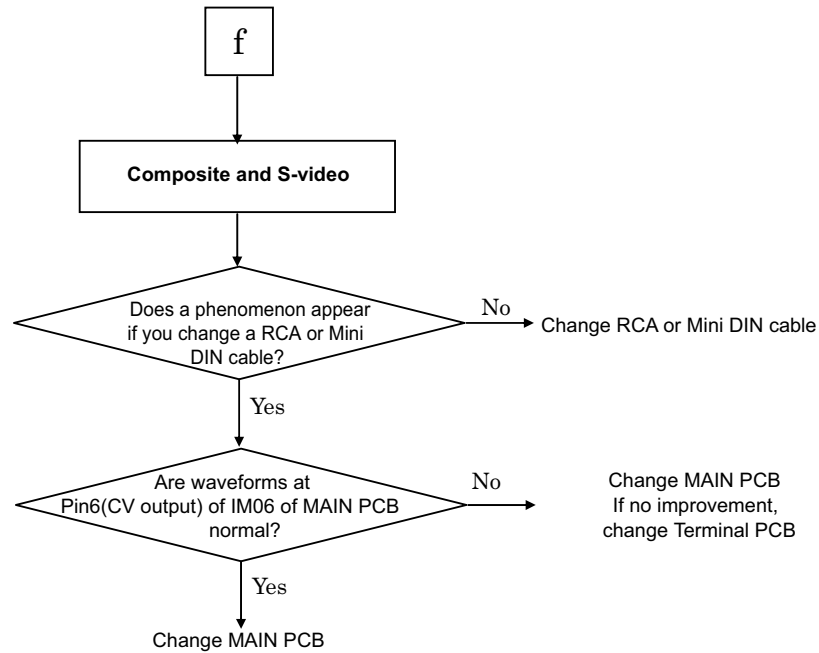 f
Composite and S-video
Does a phenomenon appear
if you change a RCA or Mini
DIN cable?
No
Change RCA or Mini DIN cable
Yes
Are waveforms at
Pin6(CV output) of IM06 of MAIN PCB
normal?
No
Change MAIN PCB
If no improvement,
change Terminal PCB
Yes
Change MAIN PCB